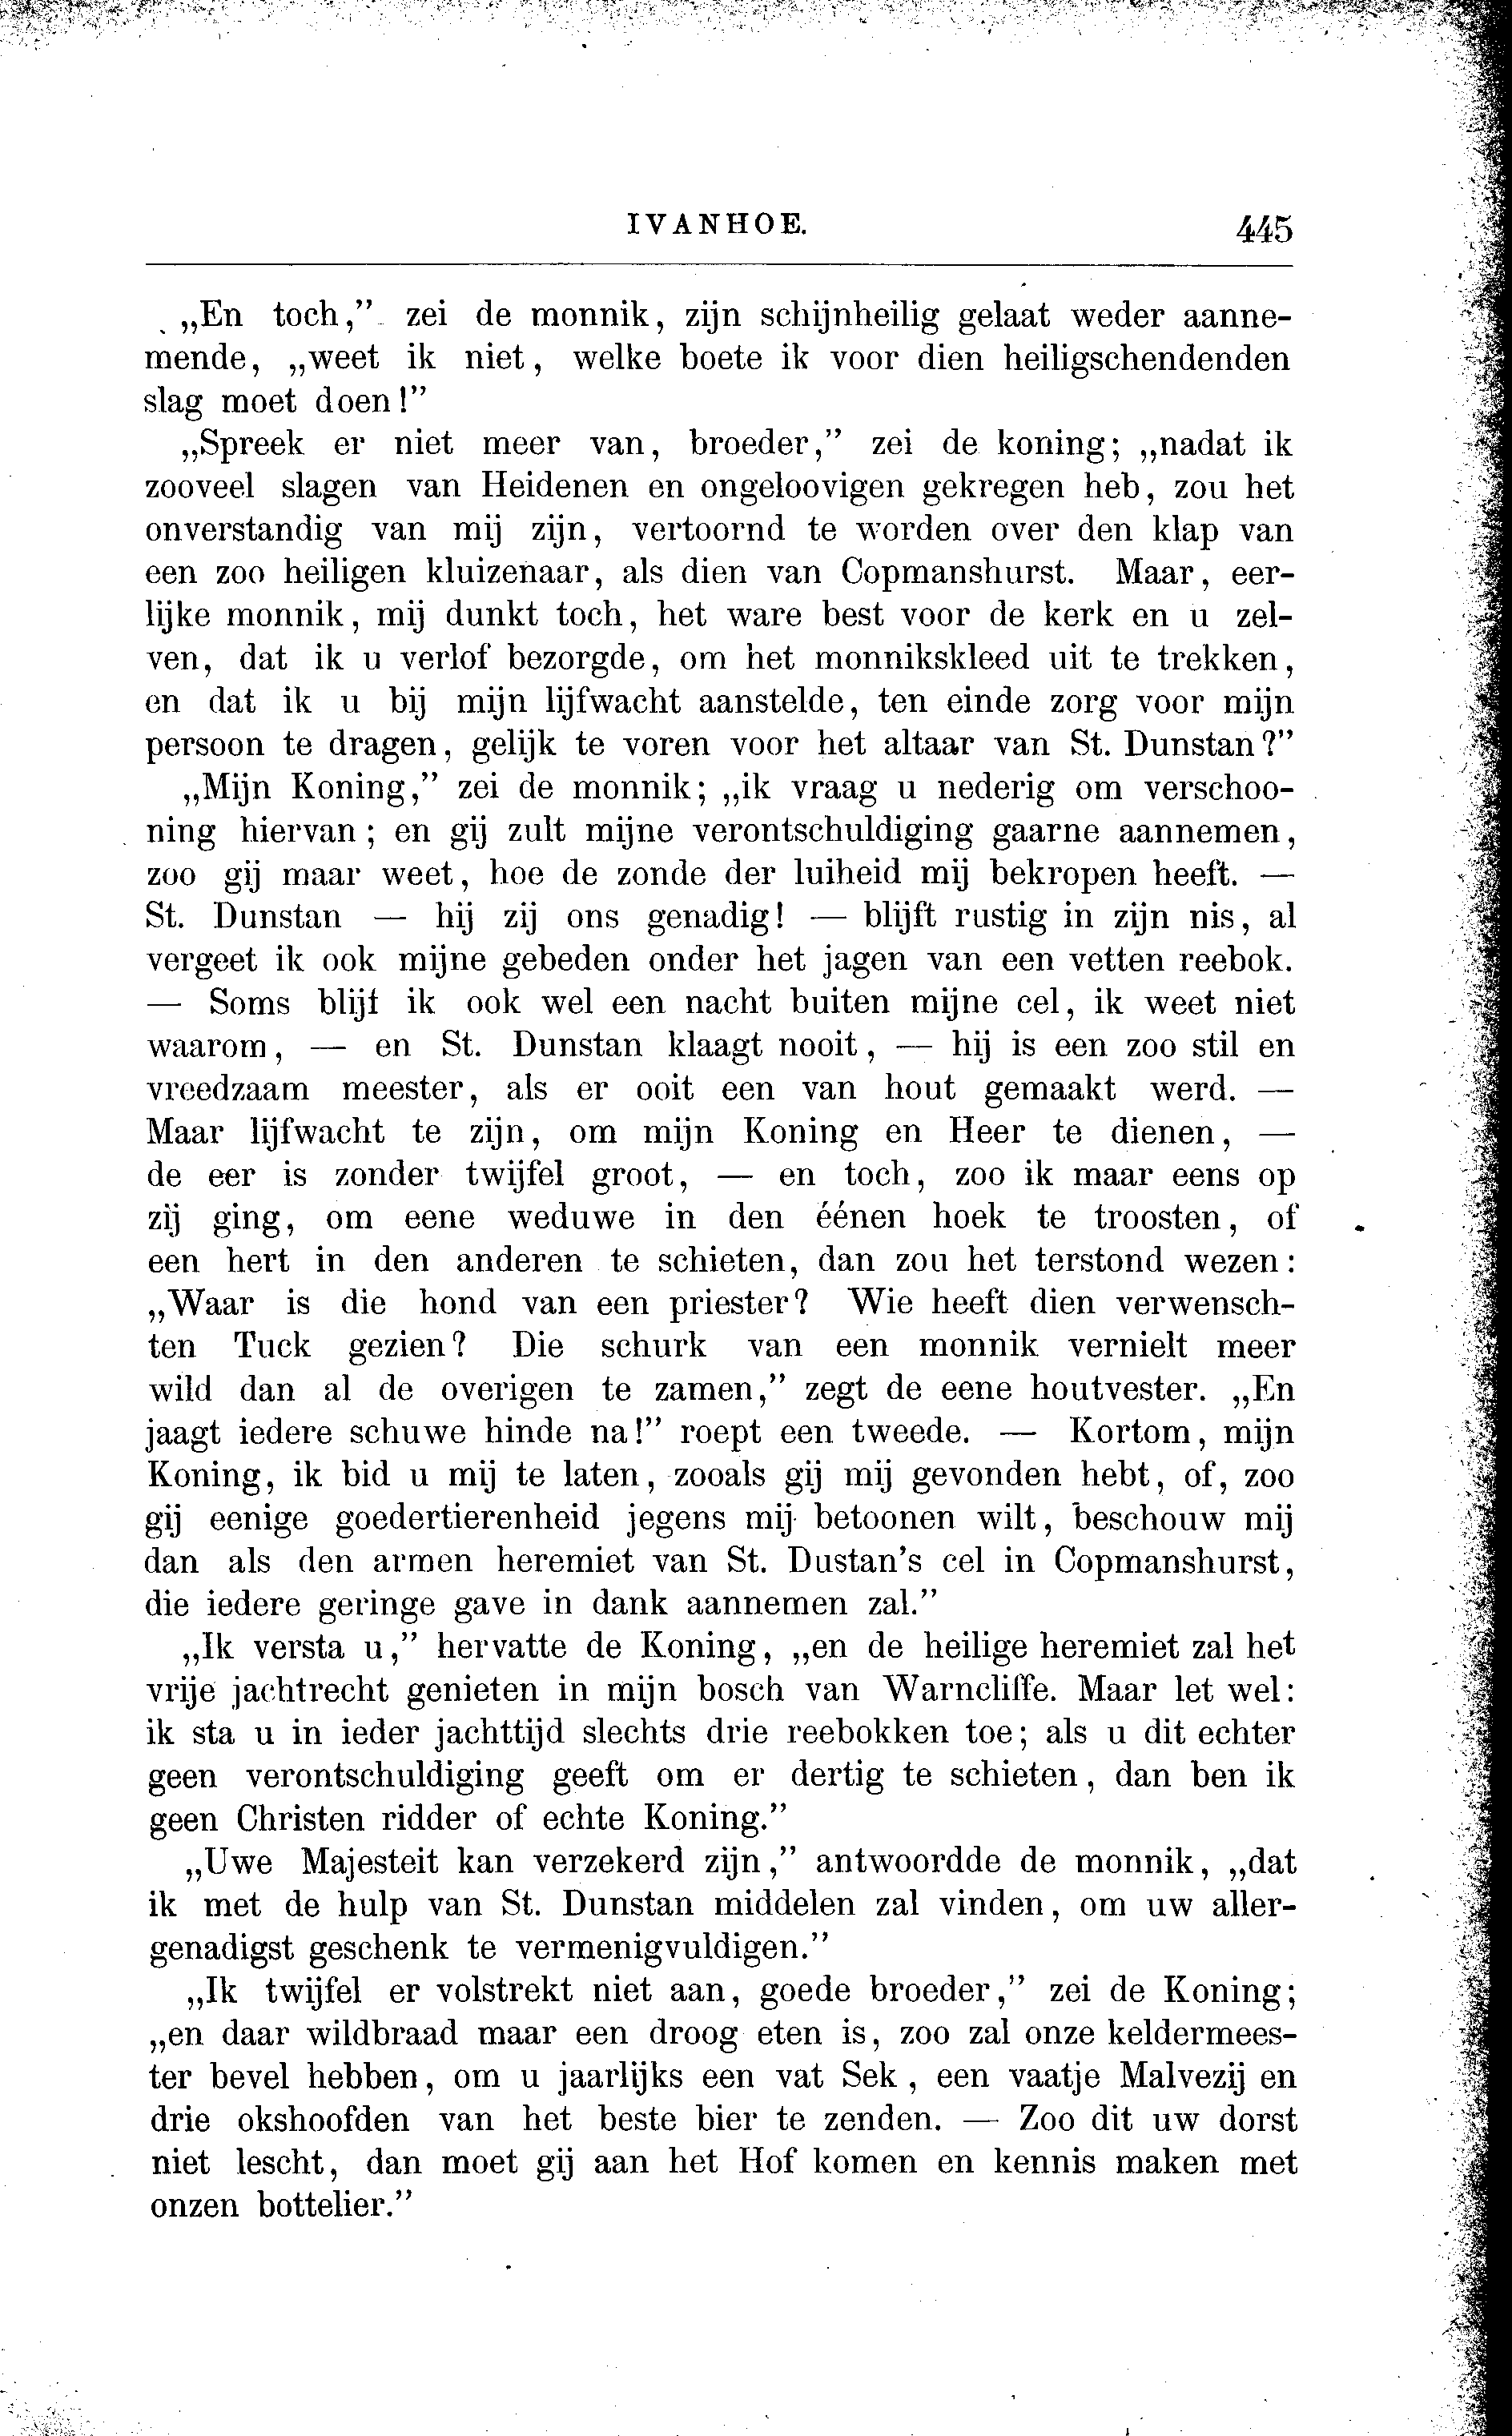 IVANHOE. 445
„En toch,” zei de monnik, zijn schijnheilig gelaat weder aanne-
mende, „weet ik niet, welke boete ik voor dien heiligschendenden
slag moet doen!”
„Spreek er niet meer van, broeder,” zei de koning; „nadat ik
zooveel slagen van Heidenen en ongeloovigen gekregen heb, zou het
onverstandig van mij zijn, vertoornd te worden over den klap van
een zoo heiligen kluizenaar, als dien van Copmanshurst. Maar, eer-
lijke monnik, mij dunkt toch, het ware best voor de kerk en u zel-
ven, dat ik u verlof bezorgde, om het monnikskleed uit te trekken,
en dat ik u bij mijn lijfwacht aanstelde, ten einde zorg voor mijn
persoon te dragen, gelijk te voren voor het altaar van St. Dunstan?”
„Mijn Koning,” zei de monnik; „ik vraag u nederig om verschoo-
ning hiervan; en gij zult mijne verontschuldiging gaarne aannemen,
zoo gij maar weet, hoe de zonde der luiheid mij bekropen heeft. —
St. Dunstan — hij zij ons genadig! — blijft rustig in zijn nis, al
vergeet ik ook mijne gebeden onder het jagen van een vetten reebok.
— Soms blijf ik ook wel een nacht buiten mijne cel, ik weet niet
waarom, — en St. Dunstan klaagt nooit, — hij is een zoo stil en
vreedzaam meester, als er ooit een van hout gemaakt werd. —
Maar lijfwacht te zijn, om mijn Koning en Heer te dienen, —
de eer is zonder twijfel groot, — en toch, zoo ik maar eens op
zij ging, om eene weduwe in den éénen hoek te troosten, of
een hert in den anderen te schieten, dan zou het terstond wezen:
„Waar is die hond van een priester? Wie heeft dien verwensch-
ten Tuck gezien? Die schurk van een monnik vernielt meer
wild dan al de overigen te zamen,” zegt de eene houtvester. „En
jaagt iedere schuwe hinde na!” roept een tweede. — Kortom, mijn
Koning, ik bid u mij te laten, zooals gij mij gevonden hebt, of, zoo
gij eenige goedertierenheid jegens mij betoonen wilt, beschouw mij
dan als den armen heremiet van St. Dustan's cel in Copmanshurst,
die iedere geringe gave in dank aannemen zal.”
„Ik versta u,” hervatte de Koning, „en de heilige heremiet zal het
vrije jachtrecht genieten in mijn bosch van Warncliffe. Maar let wel:
ik sta u in ieder jachttijd slechts drie reebokken toe; als u dit echter
geen verontschuldiging geeft om er dertig te schieten, dan ben ik
geen Christen ridder of echte Koning.”
„Uwe Majesteit kan verzekerd zijn,” antwoordde de monnik, „dat
ik met de hulp van St. Dunstan middelen zal vinden, om uw aller-
genadigst geschenk te vermenigvuldigen.”
„Ik twijfel er volstrekt niet aan, goede broeder,” zei de Koning;
„en daar wildbraad maar een droog eten is, zoo zal onze keldermees-
ter bevel hebben, om u jaarlijks een vat Sek, een vaatje Malvezij en
drie okshoofden van het beste bier te zenden. — Zoo dit uw dorst
niet lescht, dan moet gij aan het Hof komen en kennis maken met
onzen bottelier.”